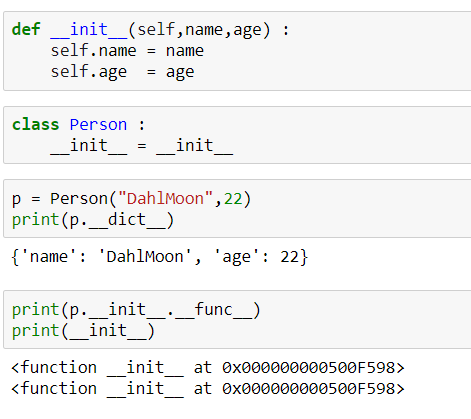 def __init__(self,name,age) :
    self.name = name
    self.age  = age
class Person :
    __init__ = __init__
p = Person("DahlMoon",22)
print(p.__dict__)
{'name': 'DahlMoon', 'age': 22}
print(p.__init__.__func__)
print(__init__)
<function __init__ at 0x000000000500F598>
<function __init__ at 0x000000000500F598>